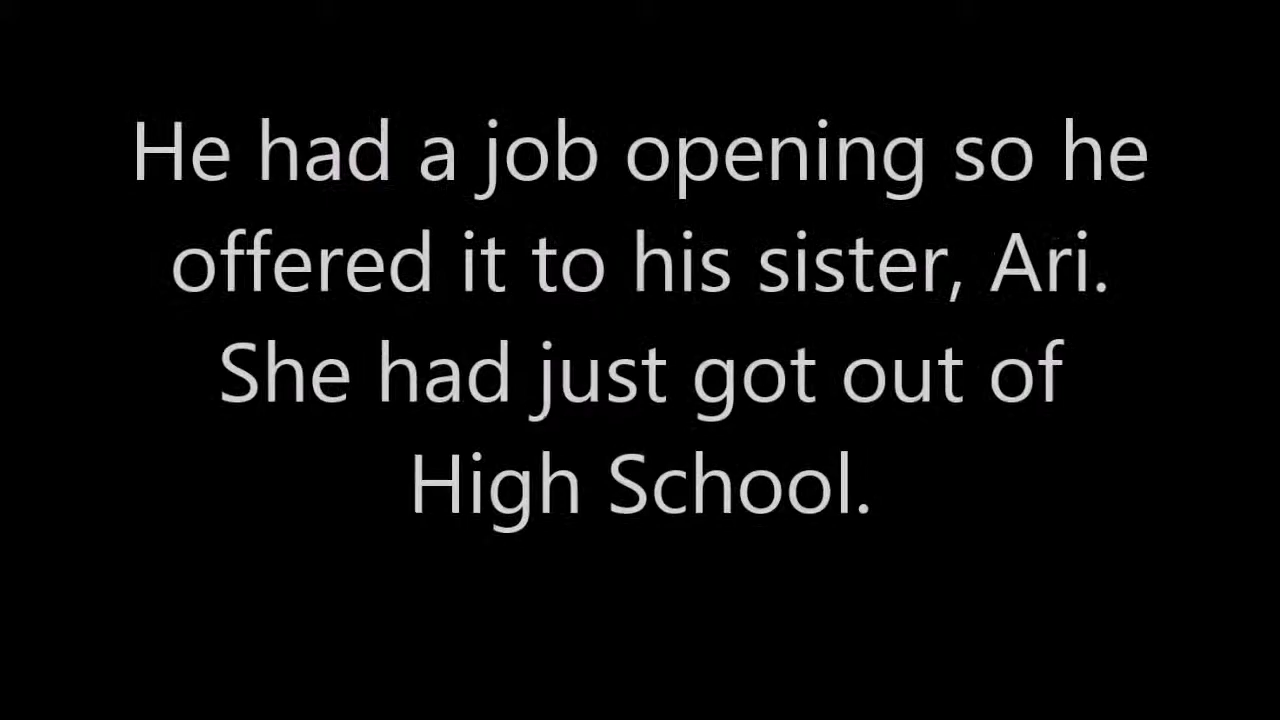 He had a job opening so he
offered it to his sister, Ari.
She had just got out of
High School.